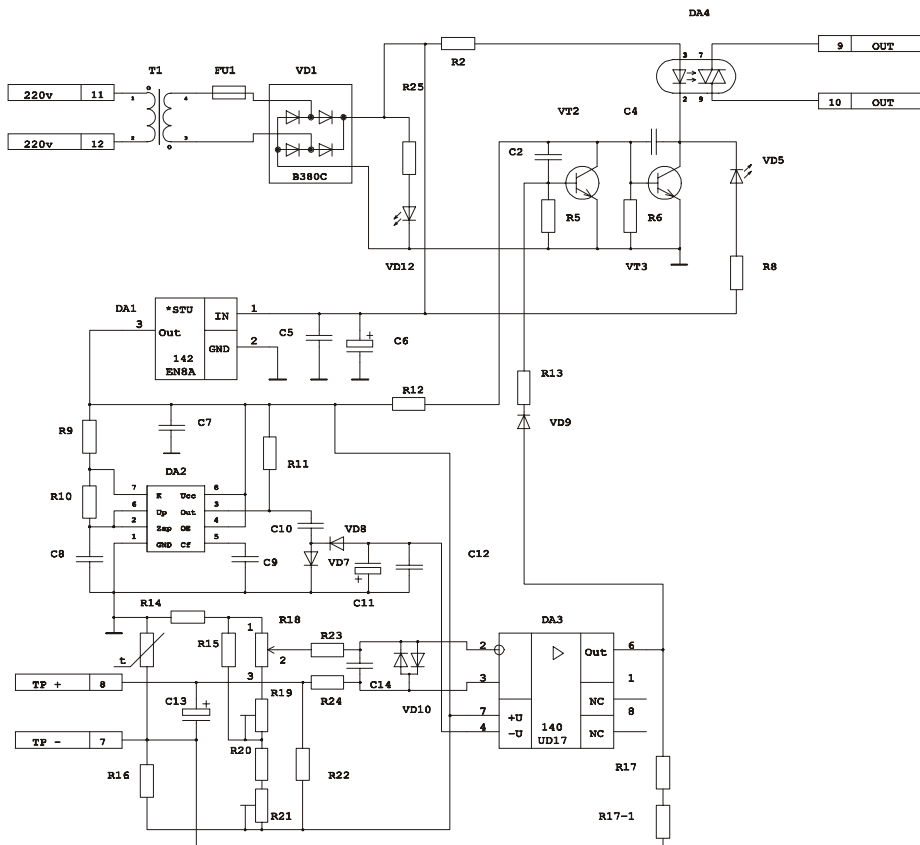 DA4
9 OUT
3 7
R2
T1 FU1 VD1
R25
220v 11
1 4
2 9
10 OUT
VT2 C4
220v 12
2 3
C2
VD5
B380C
R5 R6
VD12
VT3
R8
DA1
*STU IN 1
3
Out
C5 C6
GND 2
142
EN8A
R13
R12
VD9
C7
R9
R11
DA2
R10
7 K Ucc 8
6 Up Out 3
2 Zap OE 4
1 GND Cf 5
C10 VD8
C8 C9 VD7
C12
C11
R14
R18
DA3
1
R15
R23
2 Out 6
t
2
3
TP + 8
3 1
C13
R19
R24
C14
NC
8
VD10
7 +U 140
4 -U UD17 NC
TP - 7
R20
R16
R22
R17
R21
R17-1